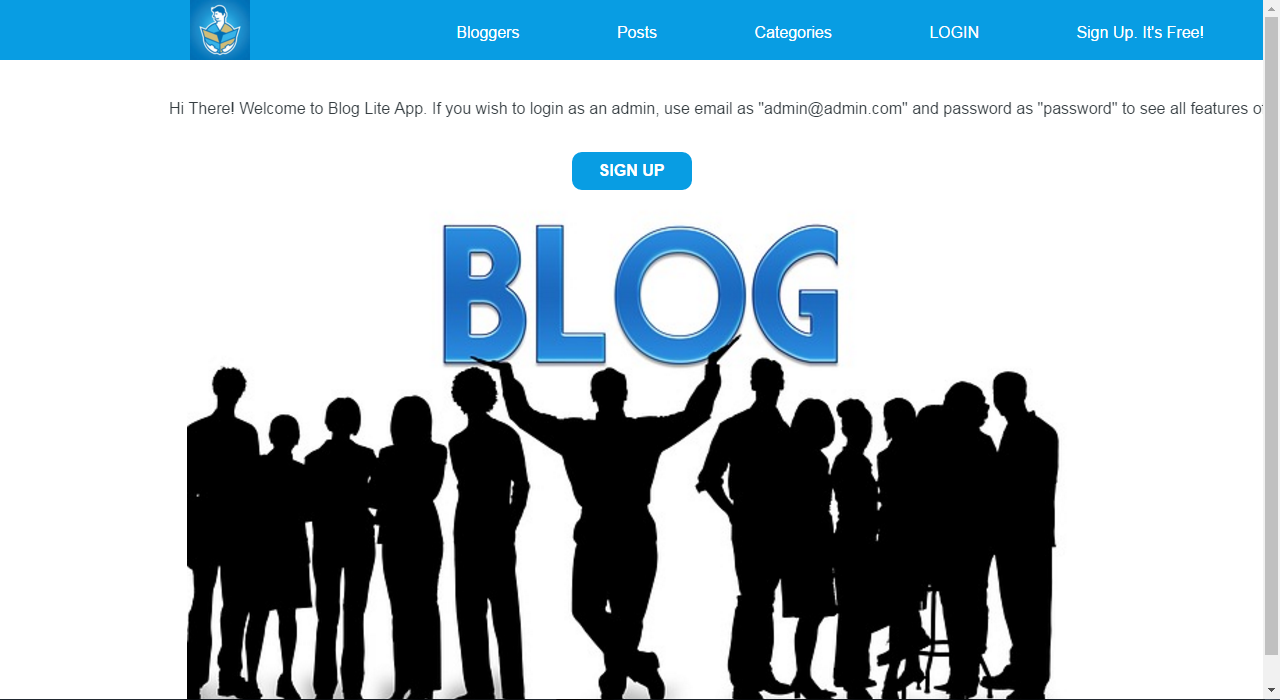 Bloggers Posts Categories LOGIN Sign Up. It's Free!
Hi There! Welcome to Blog Lite App. If you wish to login as an admin, use email as "admin@admin.com" and password as "password" to see all features
SIGN UP
BLOG